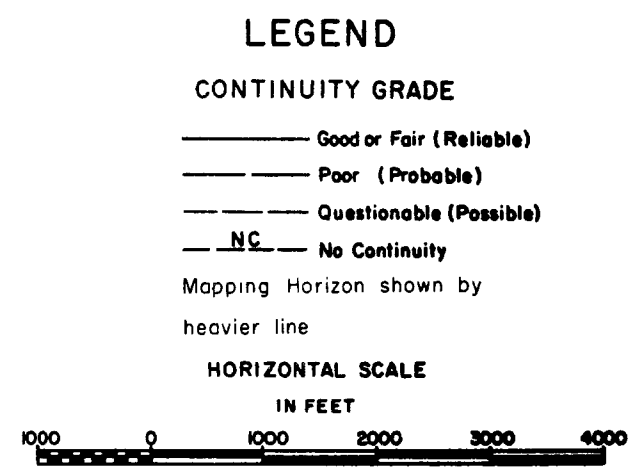 LEGEND
CONTINUITY GRADE
Good or Fair (Reliable)
Poor (Probable)
Questionable (Possible)
NC No Continuity
Mapping Horizon shown by
heavier line
HORIZONTAL SCALE
IN FEET
1000 0 1000 2000 3000 4000